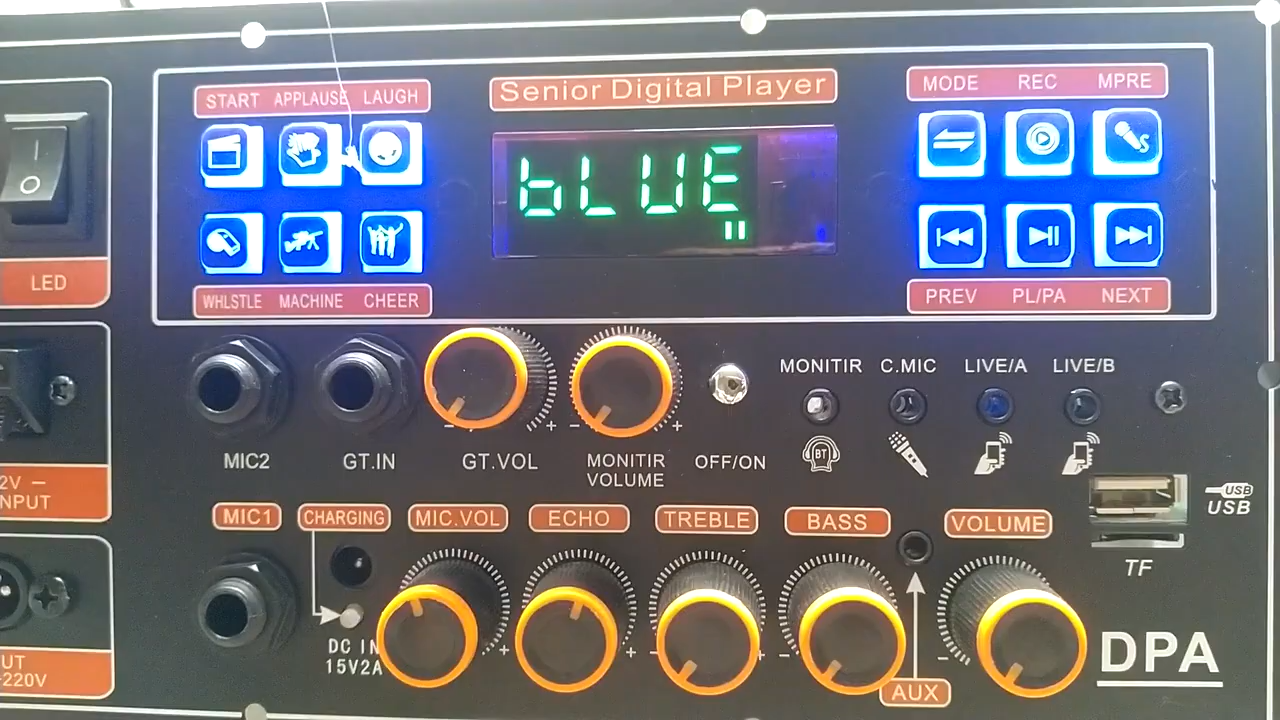 START APPLAUSE LAUGH
Senior Digital Player
MODE REC MPRE
bLUE
WHLSTLE MACHINE CHEER
PREV PL/PA NEXT
LED
MONITIR C.MIC LIVE/A LIVE/B
BT
MIC2 GT.IN GT.VOL MONITIR VOLUME OFF/ON
- + - +
2V
NPUT
USB
USB
MIC1 CHARGING MIC.VOL ECHO TREBLE BASS VOLUME
TF
DC IN
15V2A
+ + - + - -
AUX
DPA
UT
220V